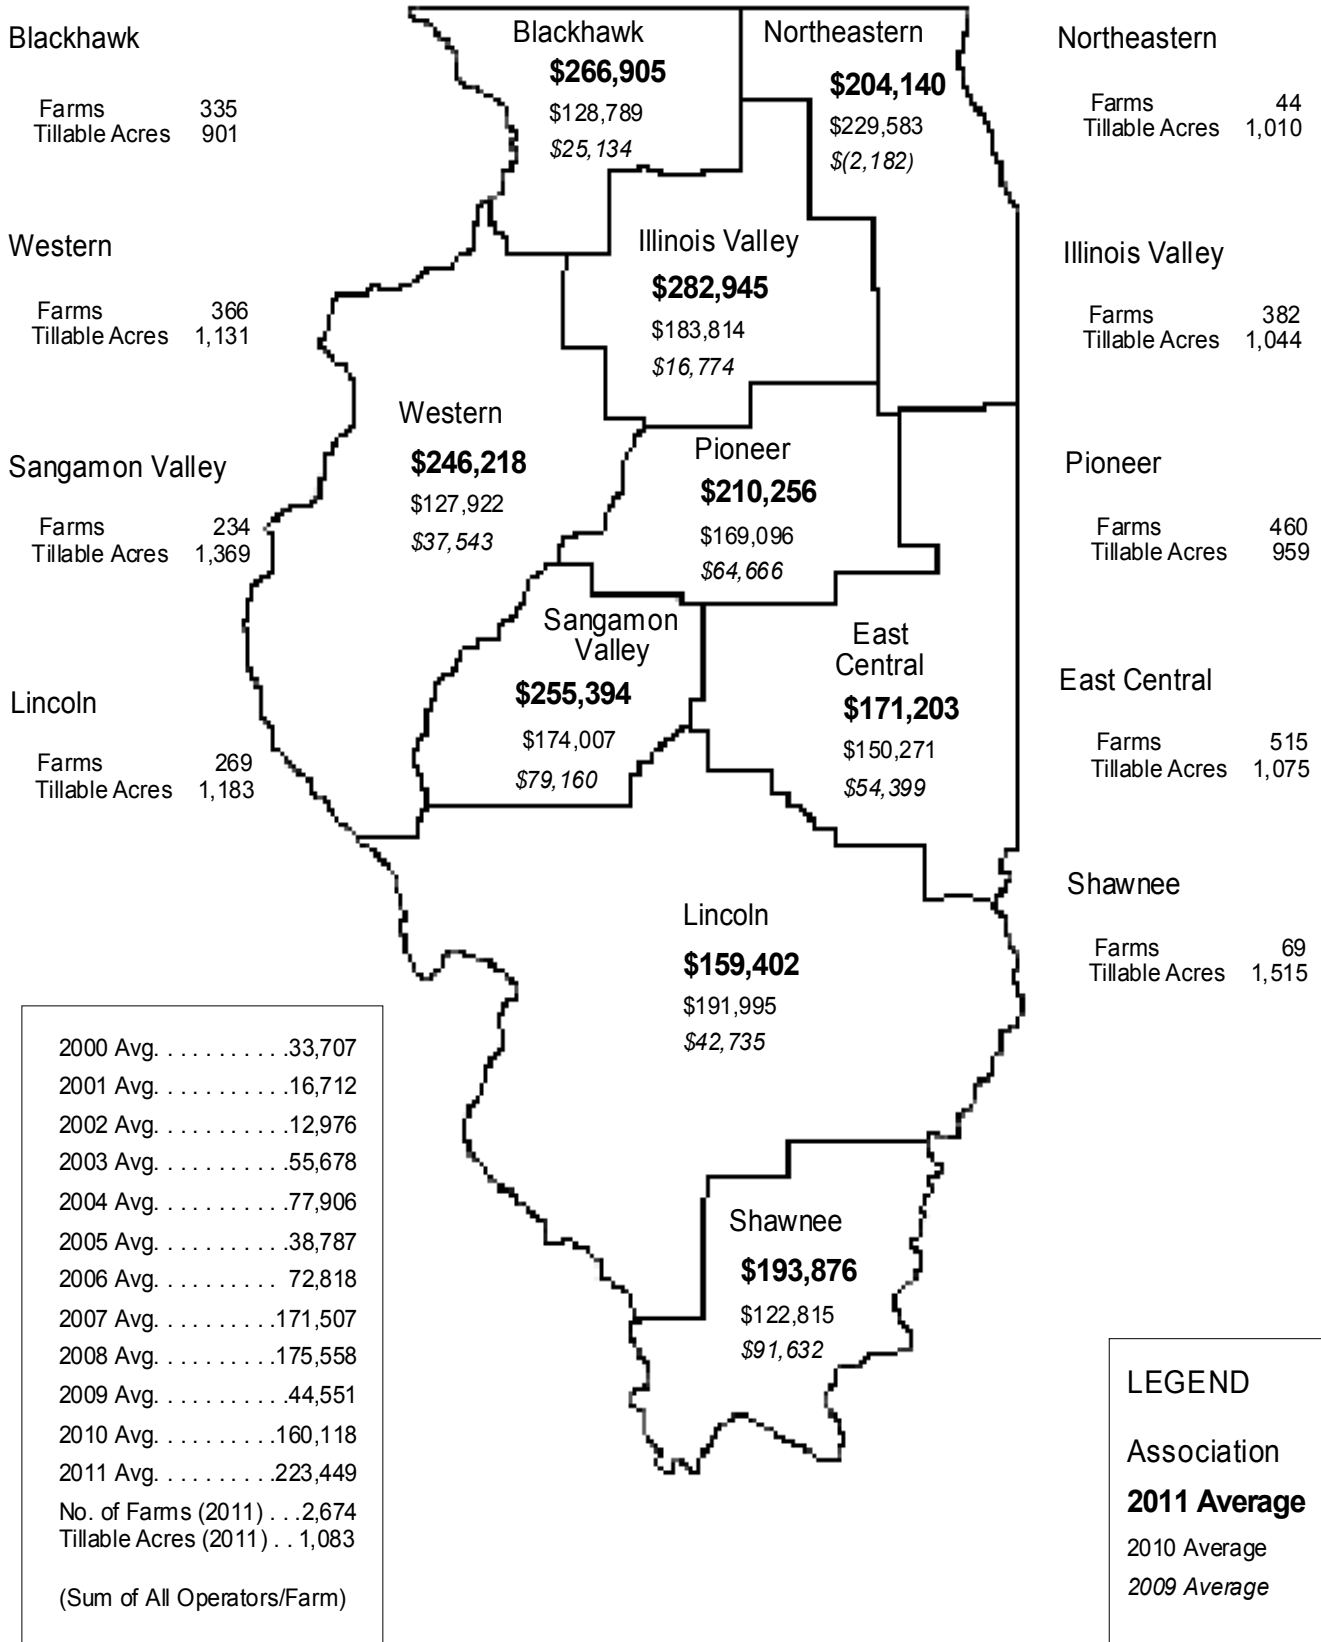 Blackhawk
Farms 335
Tillable Acres 901
Western
Farms 366
Tillable Acres 1,131
Sangamon Valley
Farms 234
Tillable Acres 1,369
Lincoln
Farms 269
Tillable Acres 1,183
Blackhawk
$266,905
$128,789
$25,134
Northeastern
$204,140
$229,583
$(2,182)
Illinois Valley
$282,945
$183,814
$16,774
Western
$246,218
$127,922
$37,543
Pioneer
$210,256
$169,096
$64,666
Sangamon
Valley
$255,394
$174,007
$79,160
East
Central
$171,203
$150,271
$54,399
Lincoln
$159,402
$191,995
$42,735
Shawnee
$193,876
$122,815
$91,632
Northeastern
Farms 44
Tillable Acres 1,010
Illinois Valley
Farms 382
Tillable Acres 1,044
Pioneer
Farms 460
Tillable Acres 959
East Central
Farms 515
Tillable Acres 1,075
Shawnee
Farms 69
Tillable Acres 1,515
2000 Avg. . . . . . . . . . .33,707
2001 Avg. . . . . . . . . . .16,712
2002 Avg. . . . . . . . . . .12,976
2003 Avg. . . . . . . . . . .55,678
2004 Avg. . . . . . . . . . .77,906
2005 Avg. . . . . . . . . . .38,787
2006 Avg. . . . . . . . . . 72,818
2007 Avg. . . . . . . . . .171,507
2008 Avg. . . . . . . . . .175,558
2009 Avg. . . . . . . . . . .44,551
2010 Avg. . . . . . . . . .160,118
2011 Avg. . . . . . . . . .223,449
No. of Farms (2011) . . .2,674
Tillable Acres (2011) . . 1,083
(Sum of All Operators/Farm)
LEGEND
Association
2011 Average
2010 Average
2009 Average